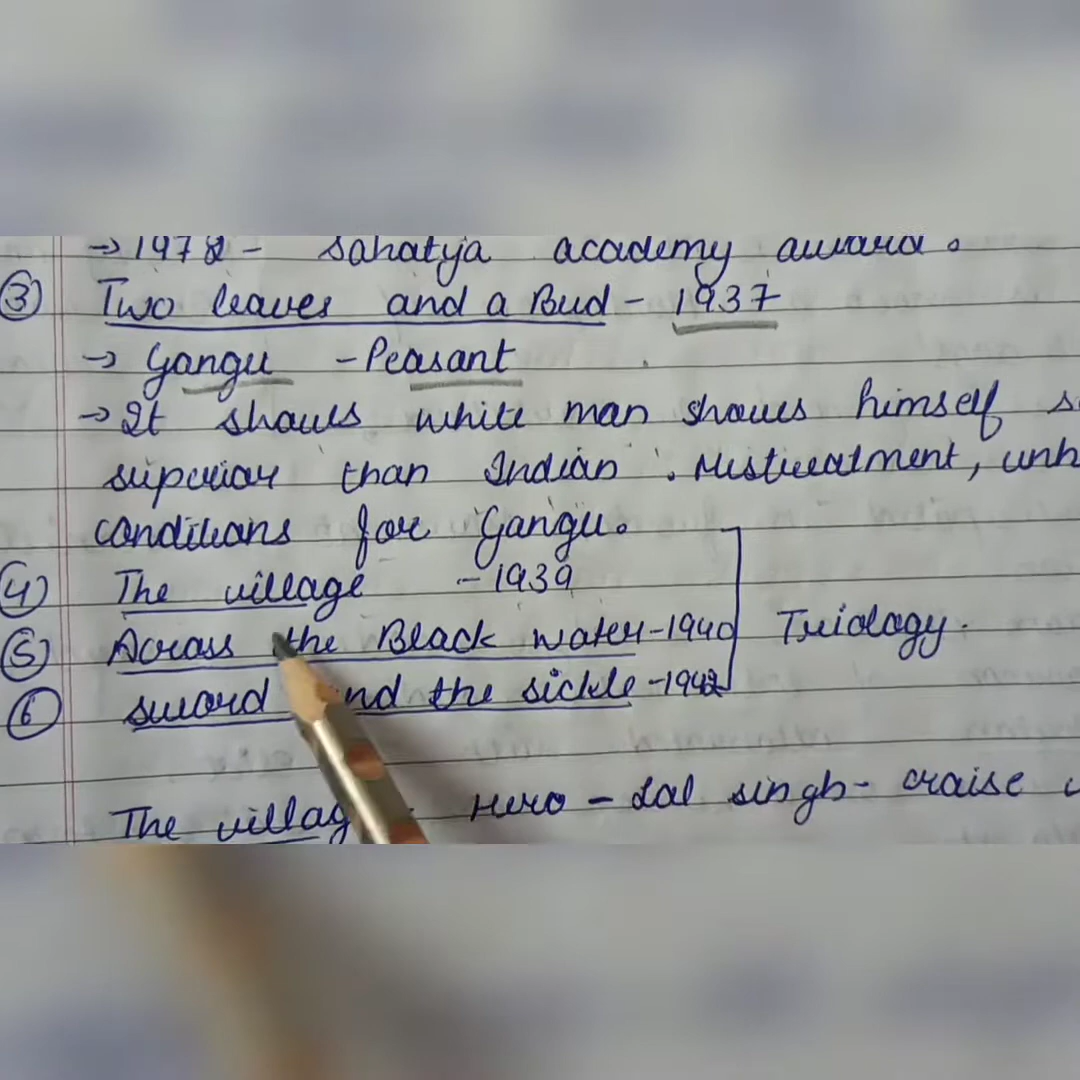 → 1972 - Sahatya academy award.
③ Two leaves and a Bud - 1937
→ Gangu - Peasant
→ It shows white man shows himself
superior than Indian. Mistreatment,
conditions for Gangu.
④ The village - 1939
⑤ Across the Black water - 1940 Triology.
⑥ sword and the sickle - 1942
The village Hero - Lal singh - craise